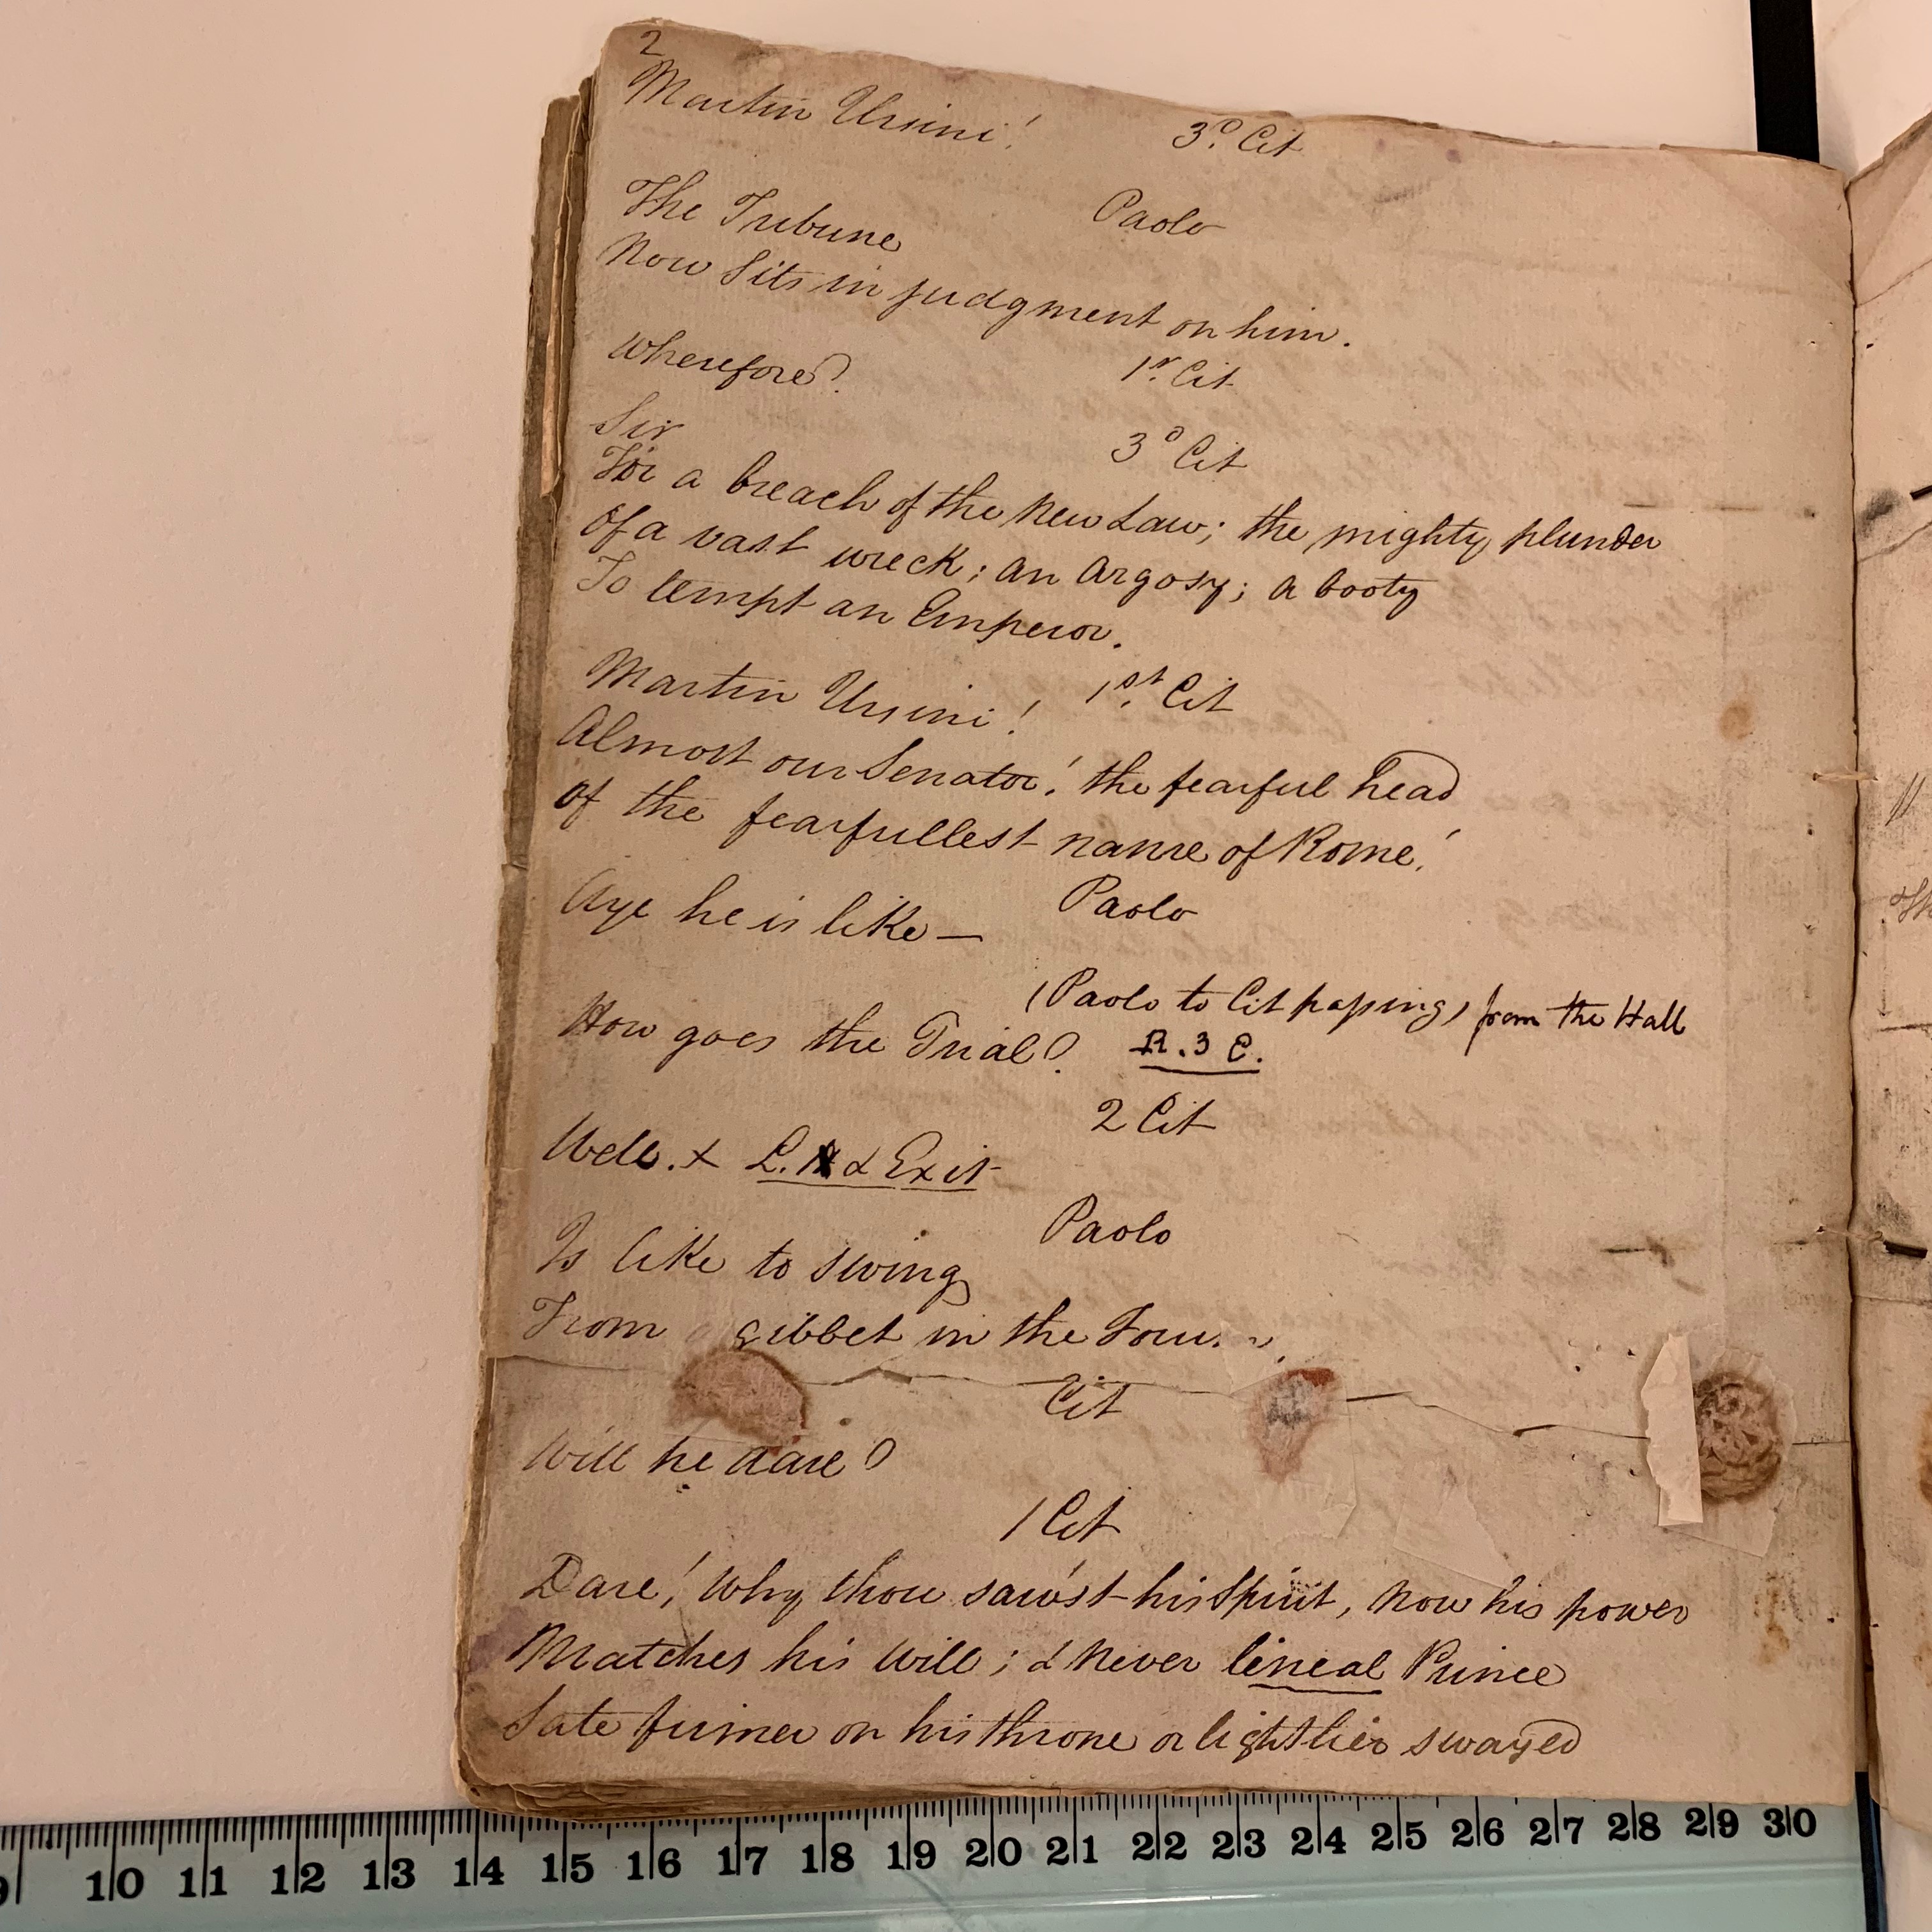 2
3d. Cit
Martin Ursini!
Paolo
The Tribune
Now Sits in judgment on him.
1r. Cit
Wherefore?
3d Cit
Sir
For a breach of the New Law; the mighty plunder
Of a vast wreck; an Argosy; a booty
To tempt an Emperor.
1st. Cit
Martin Ursini!
Almost our Senator! the fearful head
Of the fearfullest name of Rome!
Paolo
Aye he is like —
(Paolo to Cit passing) from the Hall
How goes the Trial? R. 3 E.
2 Cit
Well. + L. & Exit
Paolo
Is like to swing
From gibbet in the
Cit
Will he dare?
1 Cit
Dare! Why thou saw'st his Spirit, Now his power
Matches his Will; & Never lineal Prince
Sate firmer on his throne or lightlier swayed
9 10 11 12 13 14 15 16 17 18 19 20 21 22 23 24 25 26 27 28 29 30